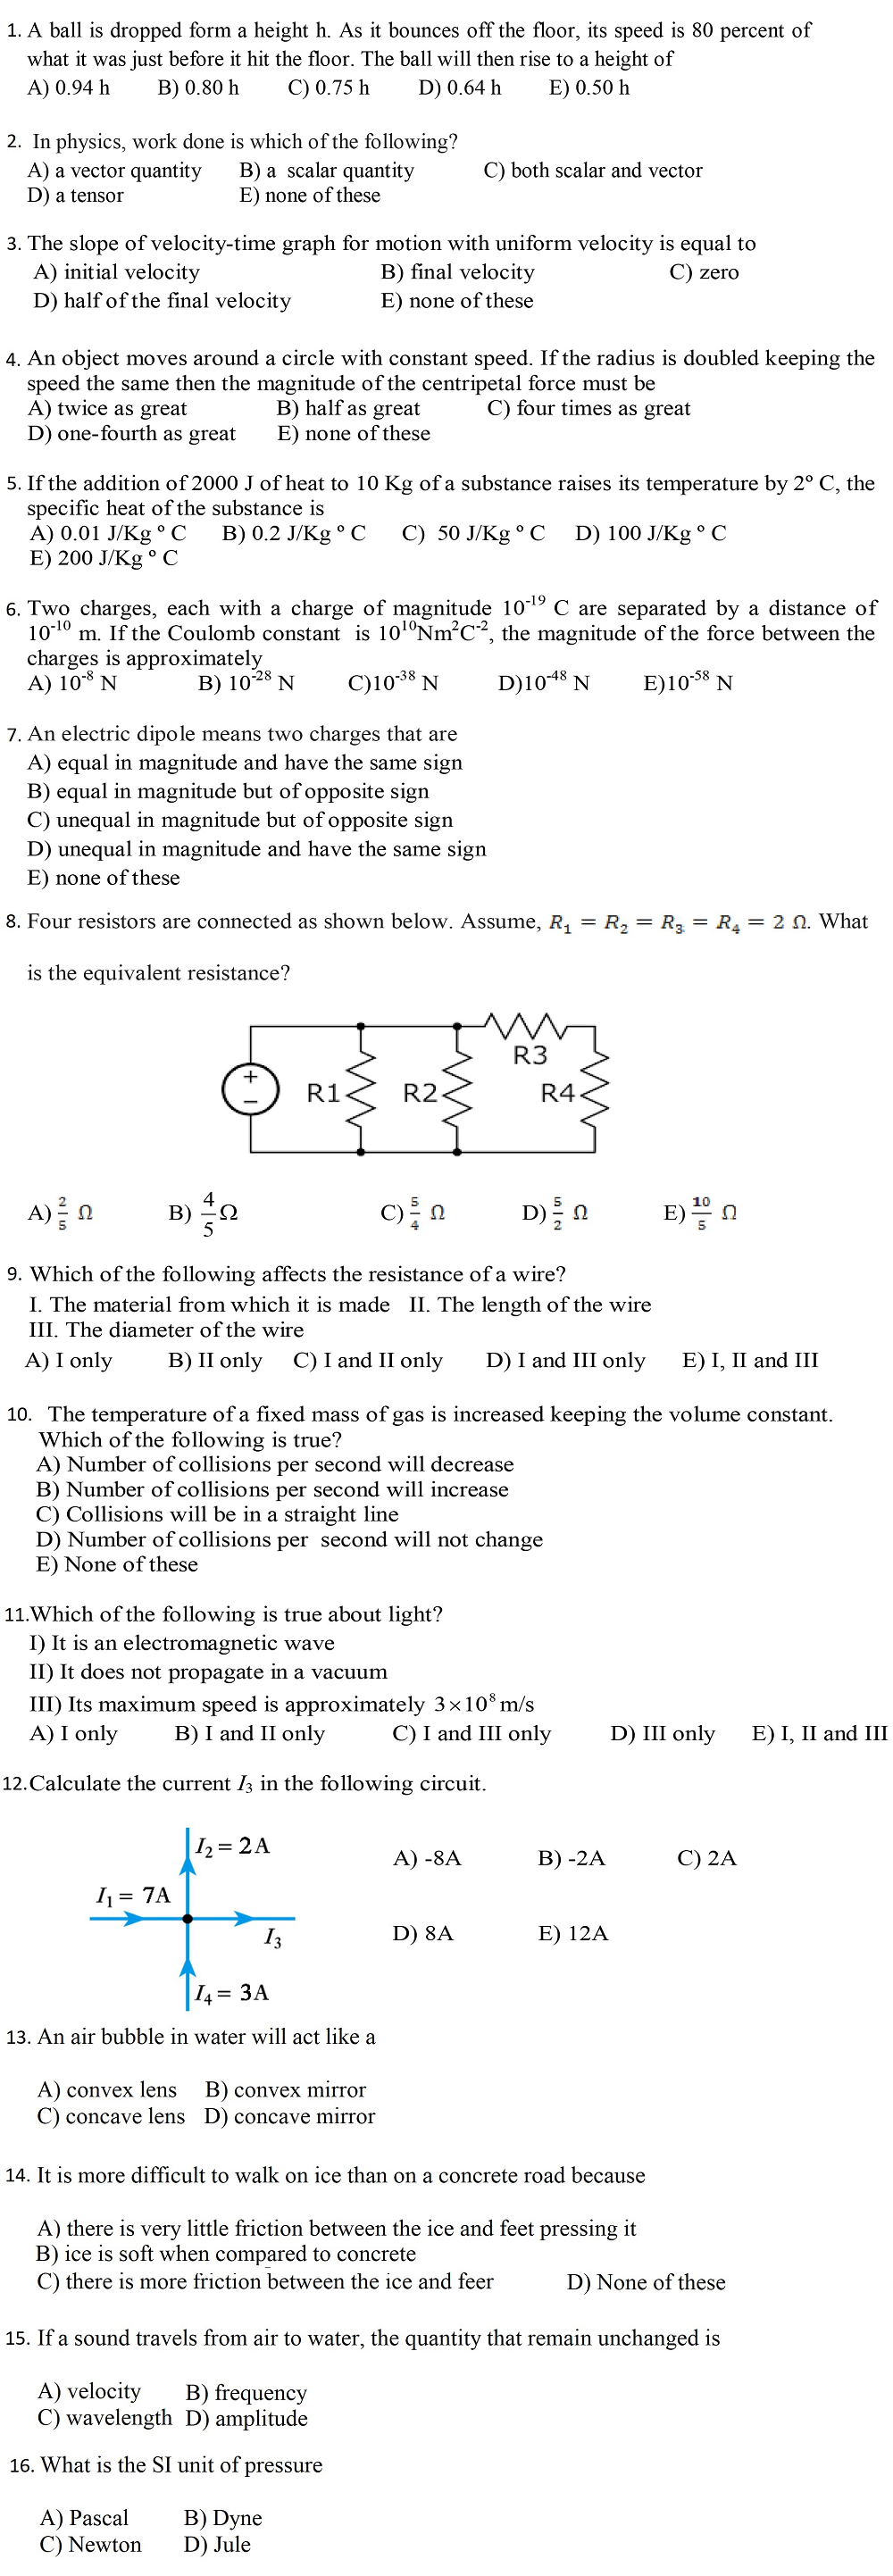 1. A ball is dropped form a height h. As it bounces off the floor, its speed is 80 percent of
what it was just before it hit the floor. The ball will then rise to a height of
A) 0.94 h B) 0.80 h C) 0.75 h D) 0.64 h E) 0.50 h
2. In physics, work done is which of the following?
A) a vector quantity B) a scalar quantity C) both scalar and vector
D) a tensor E) none of these
3. The slope of velocity-time graph for motion with uniform velocity is equal to
A) initial velocity B) final velocity C) zero
D) half of the final velocity E) none of these
4. An object moves around a circle with constant speed. If the radius is doubled keeping the
speed the same then the magnitude of the centripetal force must be
A) twice as great B) half as great C) four times as great
D) one-fourth as great E) none of these
5. If the addition of 2000 J of heat to 10 Kg of a substance raises its temperature by 2° C, the
specific heat of the substance is
A) 0.01 J/Kg ° C B) 0.2 J/Kg ° C C) 50 J/Kg ° C D) 100 J/Kg ° C
E) 200 J/Kg ° C
6. Two charges, each with a charge of magnitude 10⁻¹⁹ C are separated by a distance of
10⁻¹⁰ m. If the Coulomb constant is 10¹⁰Nm²C⁻², the magnitude of the force between the
charges is approximately
A) 10⁻⁸ N B) 10⁻²⁸ N C)10⁻³⁸ N D)10⁻⁴⁸ N E)10⁻⁵⁸ N
7. An electric dipole means two charges that are
A) equal in magnitude and have the same sign
B) equal in magnitude but of opposite sign
C) unequal in magnitude but of opposite sign
D) unequal in magnitude and have the same sign
E) none of these
8. Four resistors are connected as shown below. Assume, R₁ = R₂ = R₃ = R₄ = 2 Ω. What
is the equivalent resistance?
R3
+
−
R1 R2 R4
A) 2/5 Ω B) 4/5 Ω C) 5/4 Ω D) 5/2 Ω E) 10/5 Ω
9. Which of the following affects the resistance of a wire?
I. The material from which it is made II. The length of the wire
III. The diameter of the wire
A) I only B) II only C) I and II only D) I and III only E) I, II and III
10. The temperature of a fixed mass of gas is increased keeping the volume constant.
Which of the following is true?
A) Number of collisions per second will decrease
B) Number of collisions per second will increase
C) Collisions will be in a straight line
D) Number of collisions per second will not change
E) None of these
11.Which of the following is true about light?
I) It is an electromagnetic wave
II) It does not propagate in a vacuum
III) Its maximum speed is approximately 3×10⁸ m/s
A) I only B) I and II only C) I and III only D) III only E) I, II and III
12.Calculate the current I₃ in the following circuit.
I₂ = 2A
A) -8A B) -2A C) 2A
I₁ = 7A
D) 8A E) 12A
I₃
I₄ = 3A
13. An air bubble in water will act like a
A) convex lens B) convex mirror
C) concave lens D) concave mirror
14. It is more difficult to walk on ice than on a concrete road because
A) there is very little friction between the ice and feet pressing it
B) ice is soft when compared to concrete
C) there is more friction between the ice and feer D) None of these
15. If a sound travels from air to water, the quantity that remain unchanged is
A) velocity B) frequency
C) wavelength D) amplitude
16. What is the SI unit of pressure
A) Pascal B) Dyne
C) Newton D) Jule